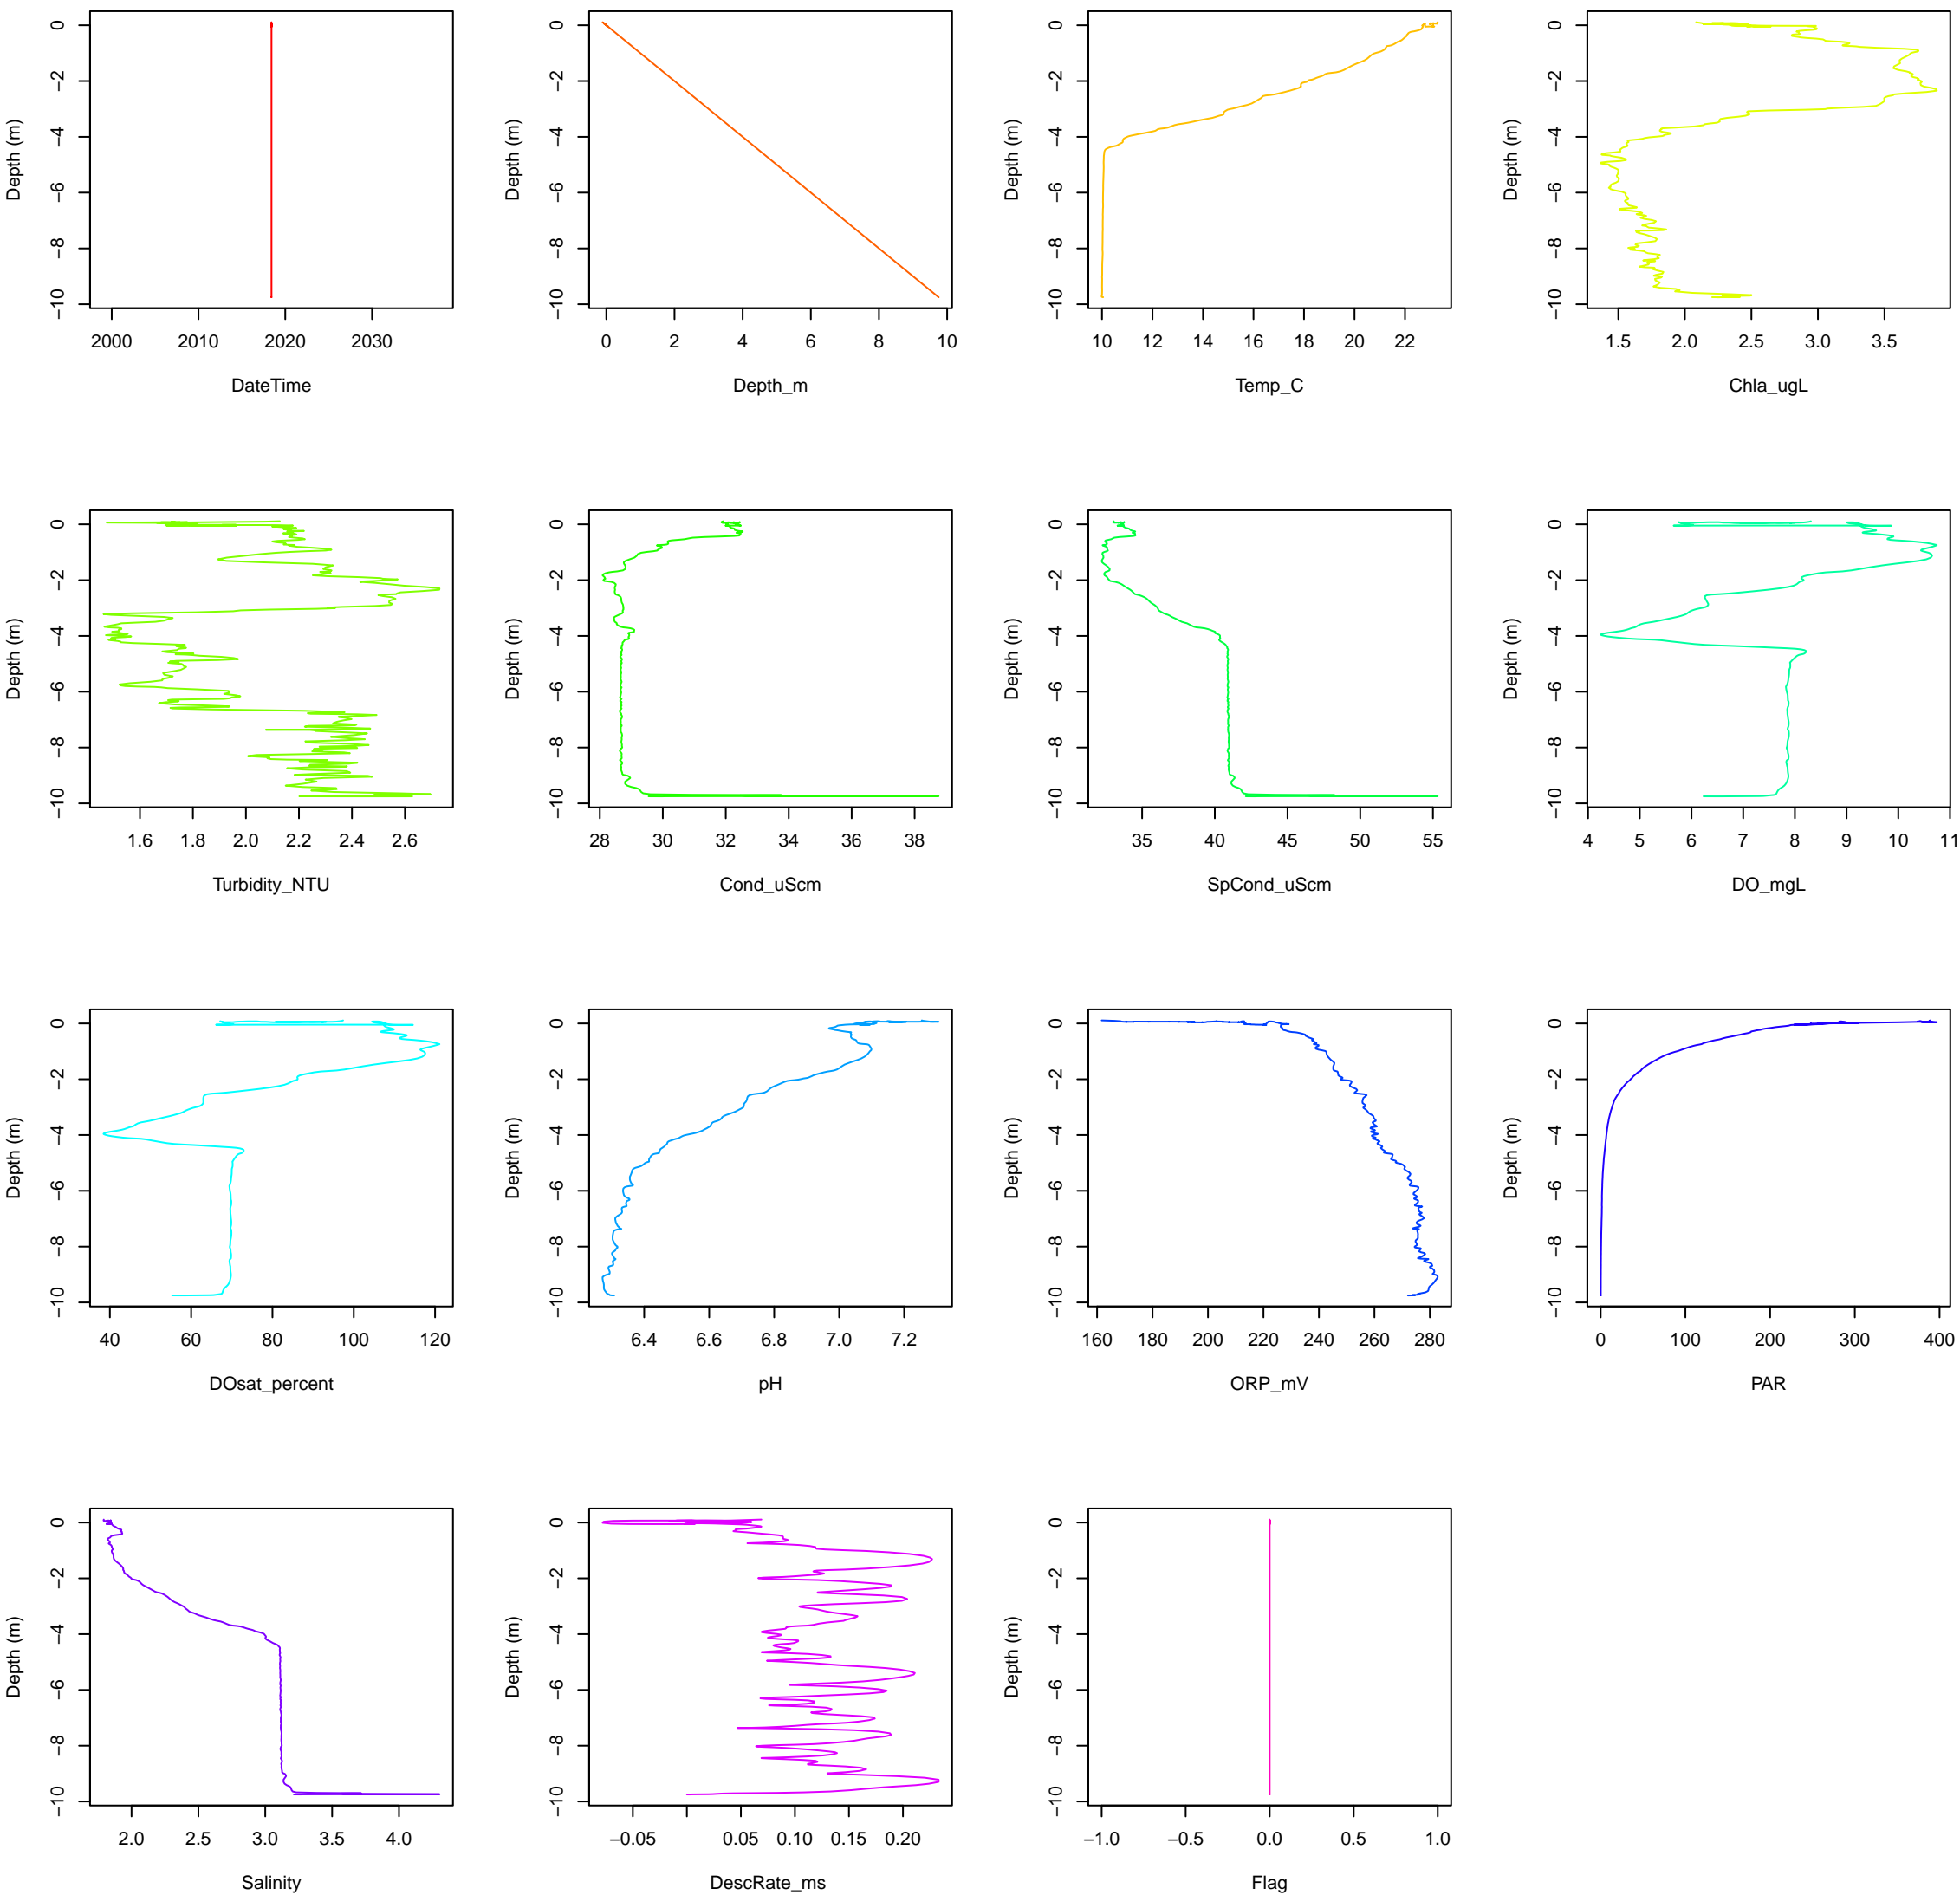 0
−2
−4
−6
−8
−10
Depth (m)
2000 2010 2020 2030
DateTime
0
−2
−4
−6
−8
−10
Depth (m)
0 2 4 6 8 10
Depth_m
0
−2
−4
−6
−8
−10
Depth (m)
10 12 14 16 18 20 22
Temp_C
0
−2
−4
−6
−8
−10
Depth (m)
1.5 2.0 2.5 3.0 3.5
Chla_ugL
0
−2
−4
−6
−8
−10
Depth (m)
1.6 1.8 2.0 2.2 2.4 2.6
Turbidity_NTU
0
−2
−4
−6
−8
−10
Depth (m)
28 30 32 34 36 38
Cond_uScm
0
−2
−4
−6
−8
−10
Depth (m)
35 40 45 50 55
SpCond_uScm
0
−2
−4
−6
−8
−10
Depth (m)
4 5 6 7 8 9 10 11
DO_mgL
0
−2
−4
−6
−8
−10
Depth (m)
40 60 80 100 120
DOsat_percent
0
−2
−4
−6
−8
−10
Depth (m)
6.4 6.6 6.8 7.0 7.2
pH
0
−2
−4
−6
−8
−10
Depth (m)
160 180 200 220 240 260 280
ORP_mV
0
−2
−4
−6
−8
−10
Depth (m)
0 100 200 300 400
PAR
0
−2
−4
−6
−8
−10
Depth (m)
2.0 2.5 3.0 3.5 4.0
Salinity
0
−2
−4
−6
−8
−10
Depth (m)
−0.05 0.05 0.10 0.15 0.20
DescRate_ms
0
−2
−4
−6
−8
−10
Depth (m)
−1.0 −0.5 0.0 0.5 1.0
Flag